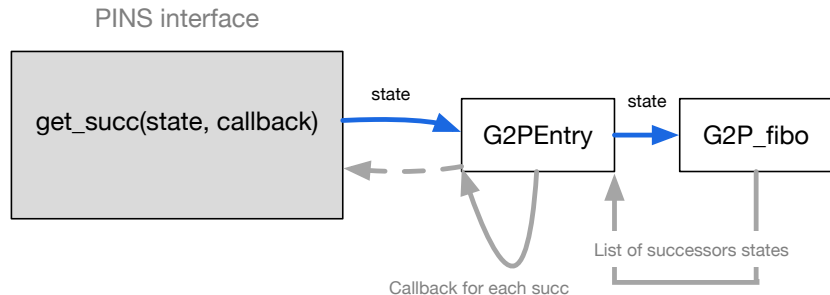 PINS interface
get_succ(state, callback)
state
G2PEntry
state
G2P_fibo
List of successors states
Callback for each succ